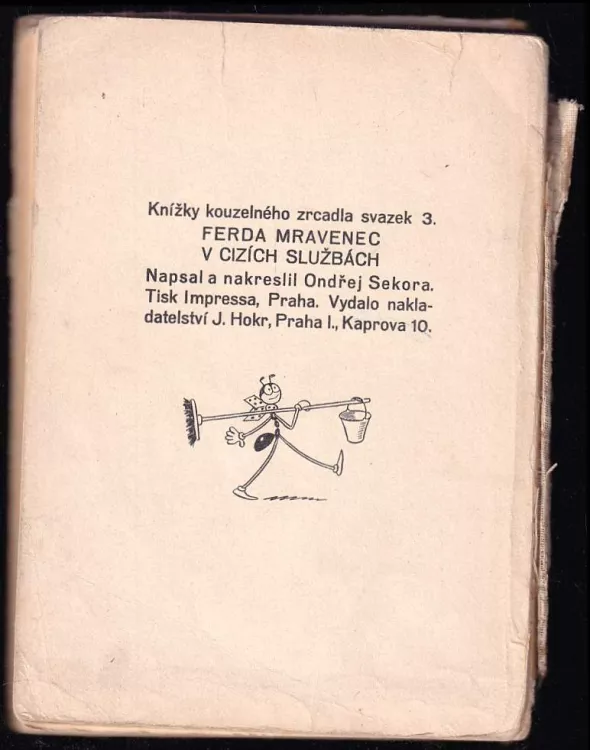 Knížky kouzelného zrcadla svazek 3.
FERDA MRAVENEC
V CIZÍCH SLUŽBÁCH
Napsal a nakreslil Ondřej Sekora.
Tisk Impressa, Praha. Vydalo nakla-
datelství J. Hokr, Praha I., Kaprova 10.